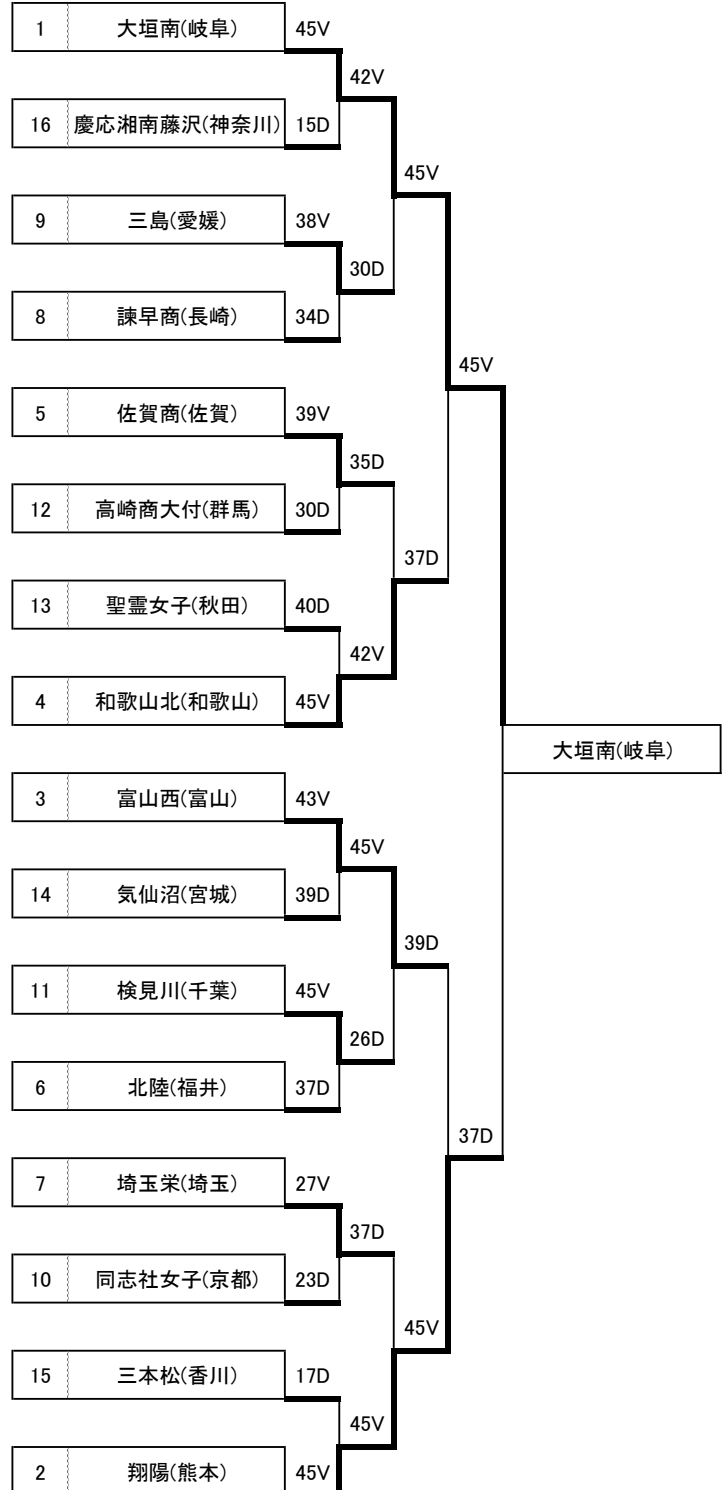 1 大垣南(岐阜) 45V
42V
16 慶応湘南藤沢(神奈川) 15D
45V
9 三島(愛媛) 38V
30D
8 諫早商(長崎) 34D
45V
5 佐賀商(佐賀) 39V
35D
12 高崎商大付(群馬) 30D
37D
13 聖霊女子(秋田) 40D
42V
4 和歌山北(和歌山) 45V
大垣南(岐阜)
3 富山西(富山) 43V
45V
14 気仙沼(宮城) 39D
39D
11 検見川(千葉) 45V
26D
6 北陸(福井) 37D
37D
7 埼玉栄(埼玉) 27V
37D
10 同志社女子(京都) 23D
45V
15 三本松(香川) 17D
45V
2 翔陽(熊本) 45V